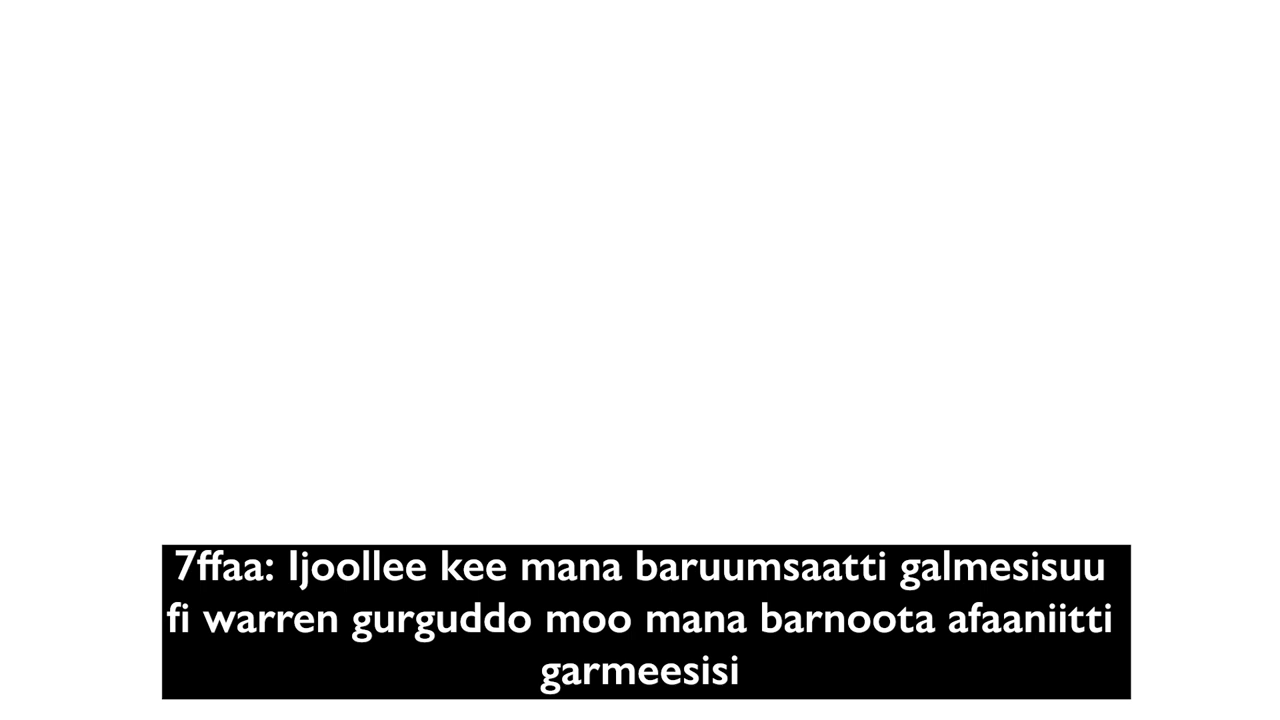 7ffaa: Ijoollee kee mana baruumsaatti galmesisuu
fi warren gurguddo moo mana barnoota afaaniitti
garmeesisi